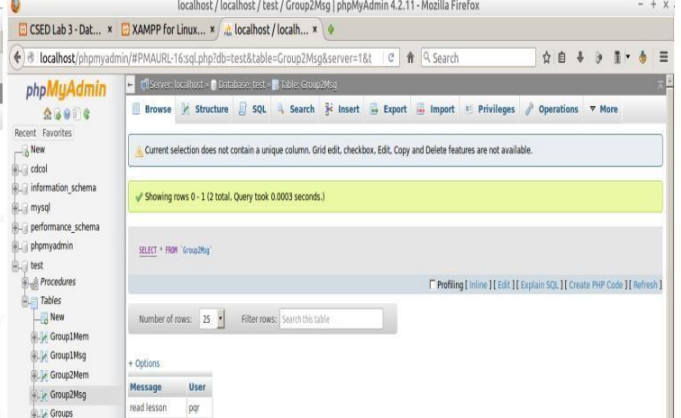 localhost / localhost / test / Group2Msg | phpMyAdmin 4.2.11 - Mozilla Firefox
CSED Lab 3 - Dat... × XAMPP for Linux... × localhost / localh... ×
localhost/phpmyadmin/#PMAURL-16:sql.php?db=test&table=Group2Msg&server=1&t Search
phpMyAdmin
Recent Favorites
New
cdcol
information_schema
mysql
performance_schema
phpmyadmin
test
Procedures
Tables
New
Group1Mem
Group1Msg
Group2Mem
Group2Msg
Groups
Server: localhost » Database: test » Table: Group2Msg
Browse Structure SQL Search Insert Export Import Privileges Operations More
Current selection does not contain a unique column. Grid edit, checkbox, Edit, Copy and Delete features are not available.
Showing rows 0 - 1 (2 total, Query took 0.0003 seconds.)
SELECT * FROM `Group2Msg`
Profiling [ Inline ] [ Edit ] [ Explain SQL ] [ Create PHP Code ] [ Refresh ]
Number of rows: 25 Filter rows: Search this table
+ Options
Message User
read lesson pqr